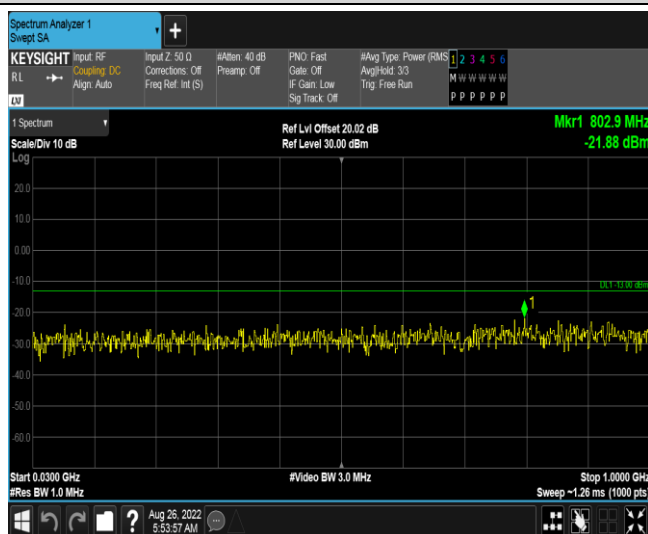 Spectrum Analyzer 1
Swept SA
+
KEYSIGHT
RL
LXI
Input: RF
Coupling: DC
Align: Auto
Input Z: 50 Ω
Corrections: Off
Freq Ref: Int (S)
#Atten: 40 dB
Preamp: Off
PNO: Fast
Gate: Off
IF Gain: Low
Sig Track: Off
#Avg Type: Power (RMS
Avg|Hold: 3/3
Trig: Free Run
1 2 3 4 5 6
M W W W W W
P P P P P P
1 Spectrum
Scale/Div 10 dB
Log
Ref Lvl Offset 20.02 dB
Ref Level 30.00 dBm
Mkr1 802.9 MHz
-21.88 dBm
20.0
10.0
0.00
-10.0
DL1 -13.00 dBm
1
-20.0
-30.0
-40.0
-50.0
-60.0
Start 0.0300 GHz
#Res BW 1.0 MHz
#Video BW 3.0 MHz
Stop 1.0000 GHz
Sweep ~1.26 ms (1000 pts)
?
Aug 26, 2022
5:53:57 AM